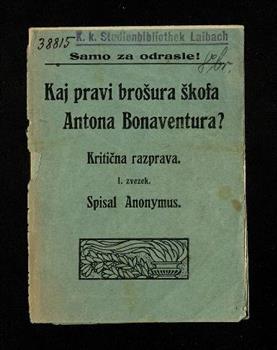 38815
K. k. Studienbibliothek Laibach
Samo za odrasle!
Kaj pravi brošura škofa
Antona Bonaventura?
Kritična razprava.
I. zvezek.
Spisal Anonymus.